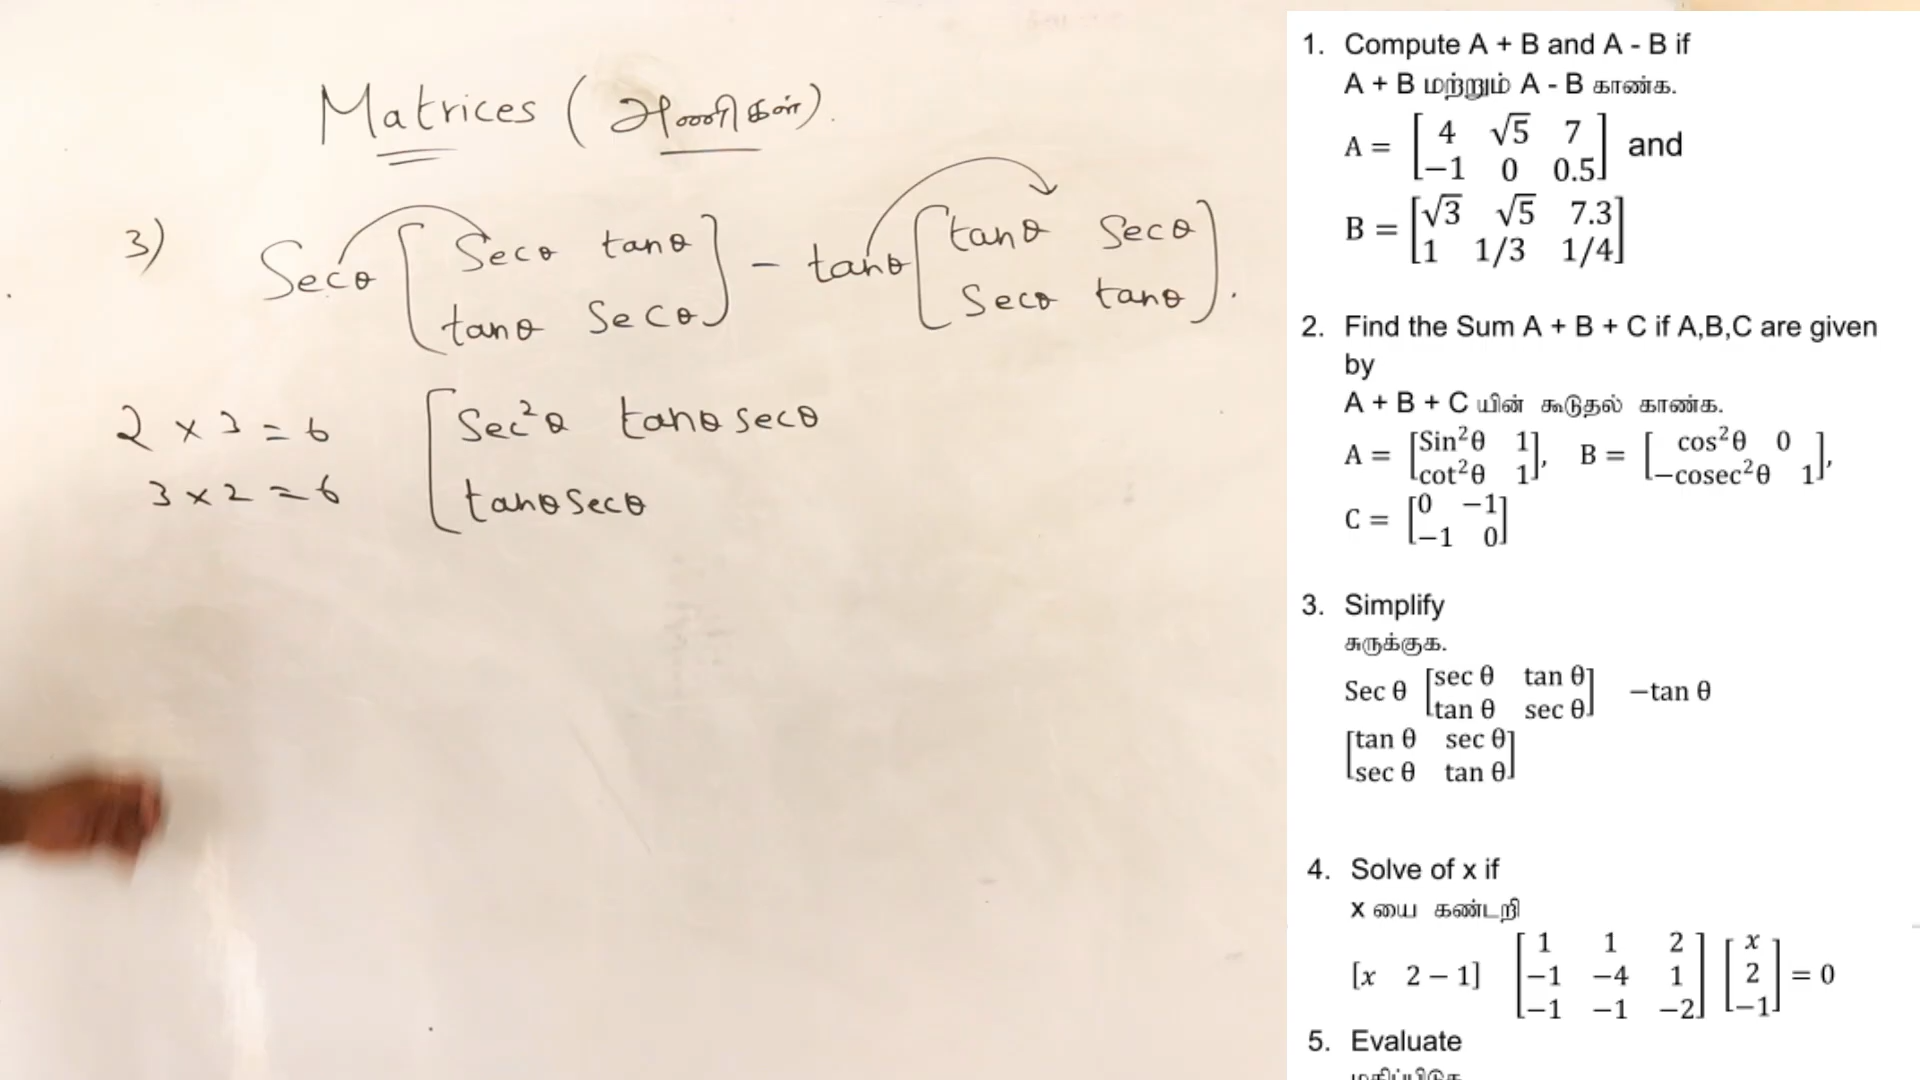 Matrices (அணிகள்).
3) Secθ [ Secθ tanθ ] - tanθ [ tanθ Secθ ] .
tanθ Secθ Secθ tanθ
2 x 3 = 6 [ Sec²θ tanθ secθ
3 x 2 = 6 tanθ secθ
1. Compute A + B and A - B if
A + B மற்றும் A - B காண்க.
A = [ 4 √5 7 ] and
−1 0 0.5
B = [ √3 √5 7.3 ]
1 1/3 1/4
2. Find the Sum A + B + C if A,B,C are given
by
A + B + C யின் கூடுதல் காண்க.
A = [ Sin²θ 1 ], B = [ cos²θ 0 ],
cot²θ 1 −cosec²θ 1
C = [ 0 −1 ]
−1 0
3. Simplify
சுருக்குக.
Sec θ [ sec θ tan θ ] −tan θ
tan θ sec θ
[ tan θ sec θ ]
sec θ tan θ
4. Solve of x if
x யை கண்டறி
[x 2 − 1] [ 1 1 2 ] [ x ] = 0
−1 −4 1 2
−1 −1 −2 −1
5. Evaluate